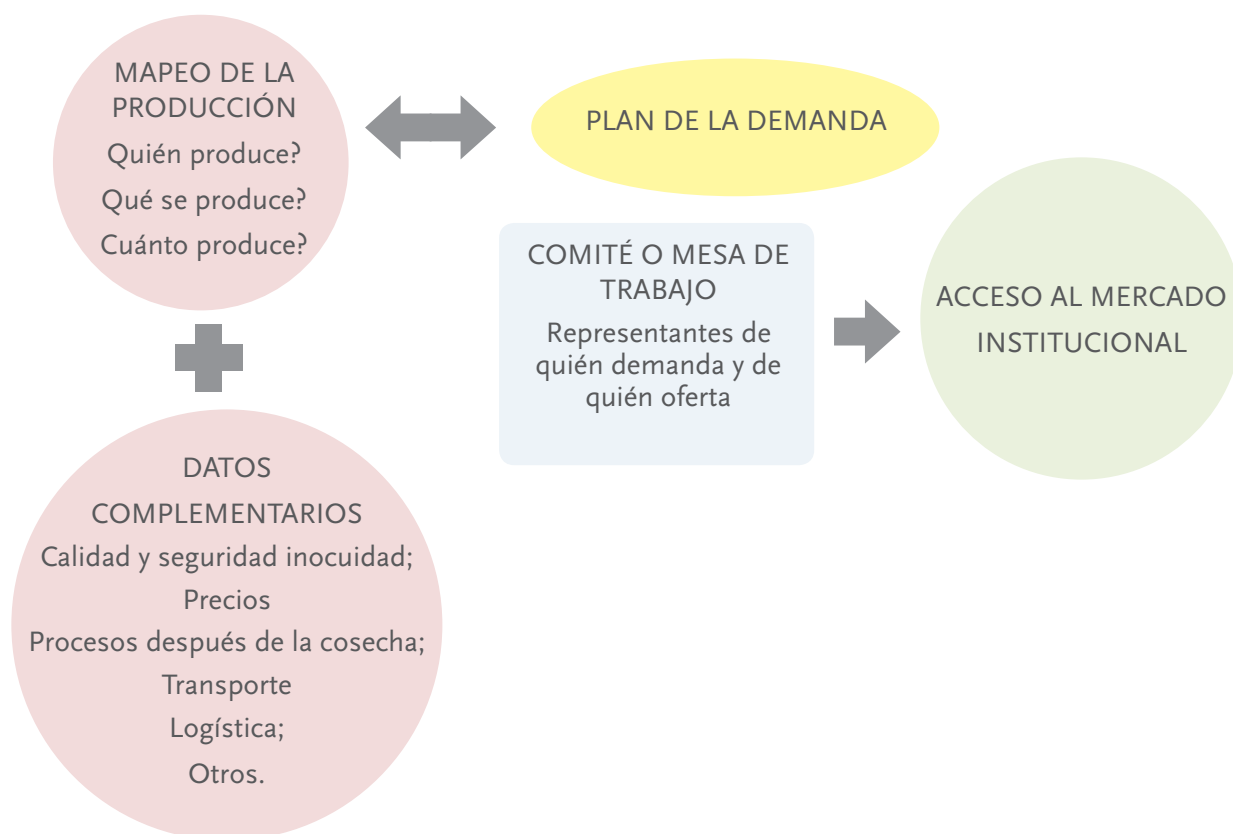 MAPEO DE LA
PRODUCCIÓN
Quién produce?
Qué se produce?
Cuánto produce?
PLAN DE LA DEMANDA
COMITÉ O MESA DE
TRABAJO
Representantes de
quién demanda y de
quién oferta
ACCESO AL MERCADO
INSTITUCIONAL
DATOS
COMPLEMENTARIOS
Calidad y seguridad inocuidad;
Precios
Procesos después de la cosecha;
Transporte
Logística;
Otros.